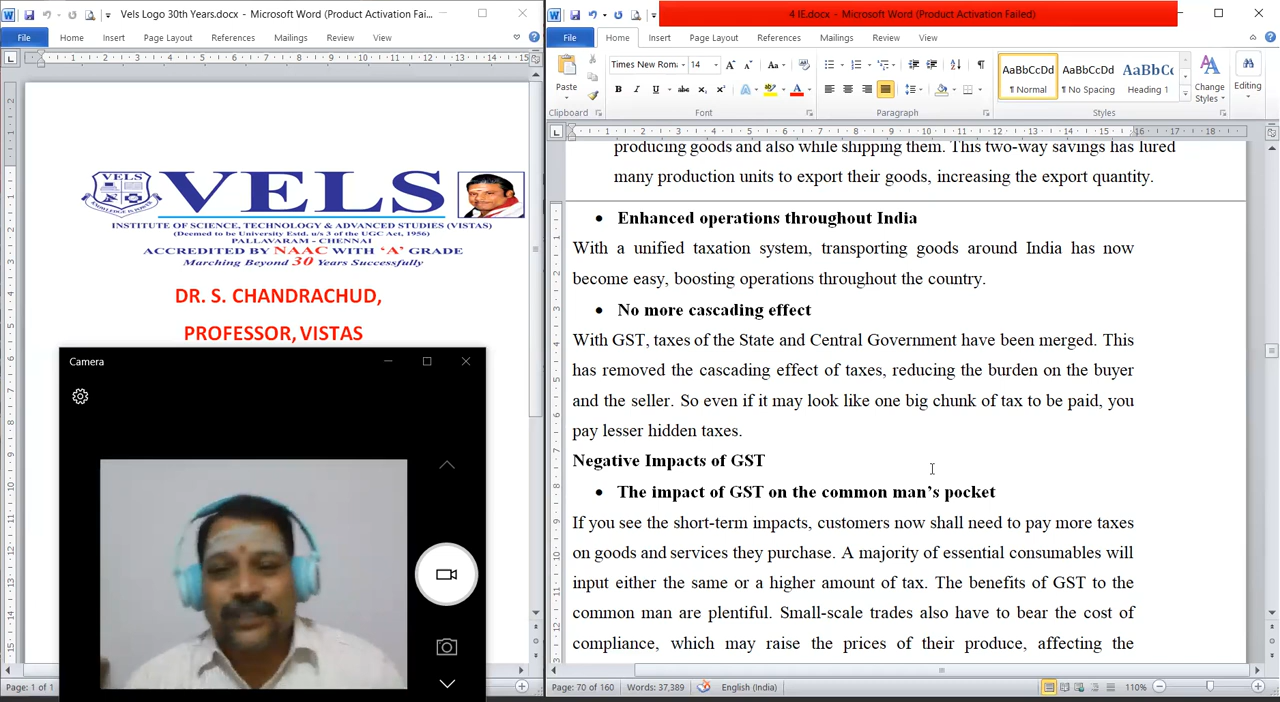 Vels Logo 30th Years.docx - Microsoft Word (Product Activation Fai...
File Home Insert Page Layout References Mailings Review View
VELS
VELS
INSTITUTE OF SCIENCE, TECHNOLOGY & ADVANCED STUDIES (VISTAS)
(Deemed to be University Estd. u/s 3 of the UGC Act, 1956)
PALLAVARAM - CHENNAI
ACCREDITED BY NAAC WITH 'A' GRADE
Marching Beyond 30 Years Successfully
DR. S. CHANDRACHUD,
PROFESSOR, VISTAS
Camera
Page: 1 of 1
4 IE.docx - Microsoft Word (Product Activation Failed)
File Home Insert Page Layout References Mailings Review View
Paste
Clipboard
Times New Rom 14
Font
Paragraph
AaBbCcDd AaBbCcDd AaBbCc
¶ Normal ¶ No Spacing Heading 1
Styles
Change
Styles
Editing
producing goods and also while shipping them. This two-way savings has lured
many production units to export their goods, increasing the export quantity.
• Enhanced operations throughout India
With a unified taxation system, transporting goods around India has now
become easy, boosting operations throughout the country.
• No more cascading effect
With GST, taxes of the State and Central Government have been merged. This
has removed the cascading effect of taxes, reducing the burden on the buyer
and the seller. So even if it may look like one big chunk of tax to be paid, you
pay lesser hidden taxes.
Negative Impacts of GST
• The impact of GST on the common man's pocket
If you see the short-term impacts, customers now shall need to pay more taxes
on goods and services they purchase. A majority of essential consumables will
input either the same or a higher amount of tax. The benefits of GST to the
common man are plentiful. Small-scale trades also have to bear the cost of
compliance, which may raise the prices of their produce, affecting the
Page: 70 of 160 Words: 37,389 English (India) 110%